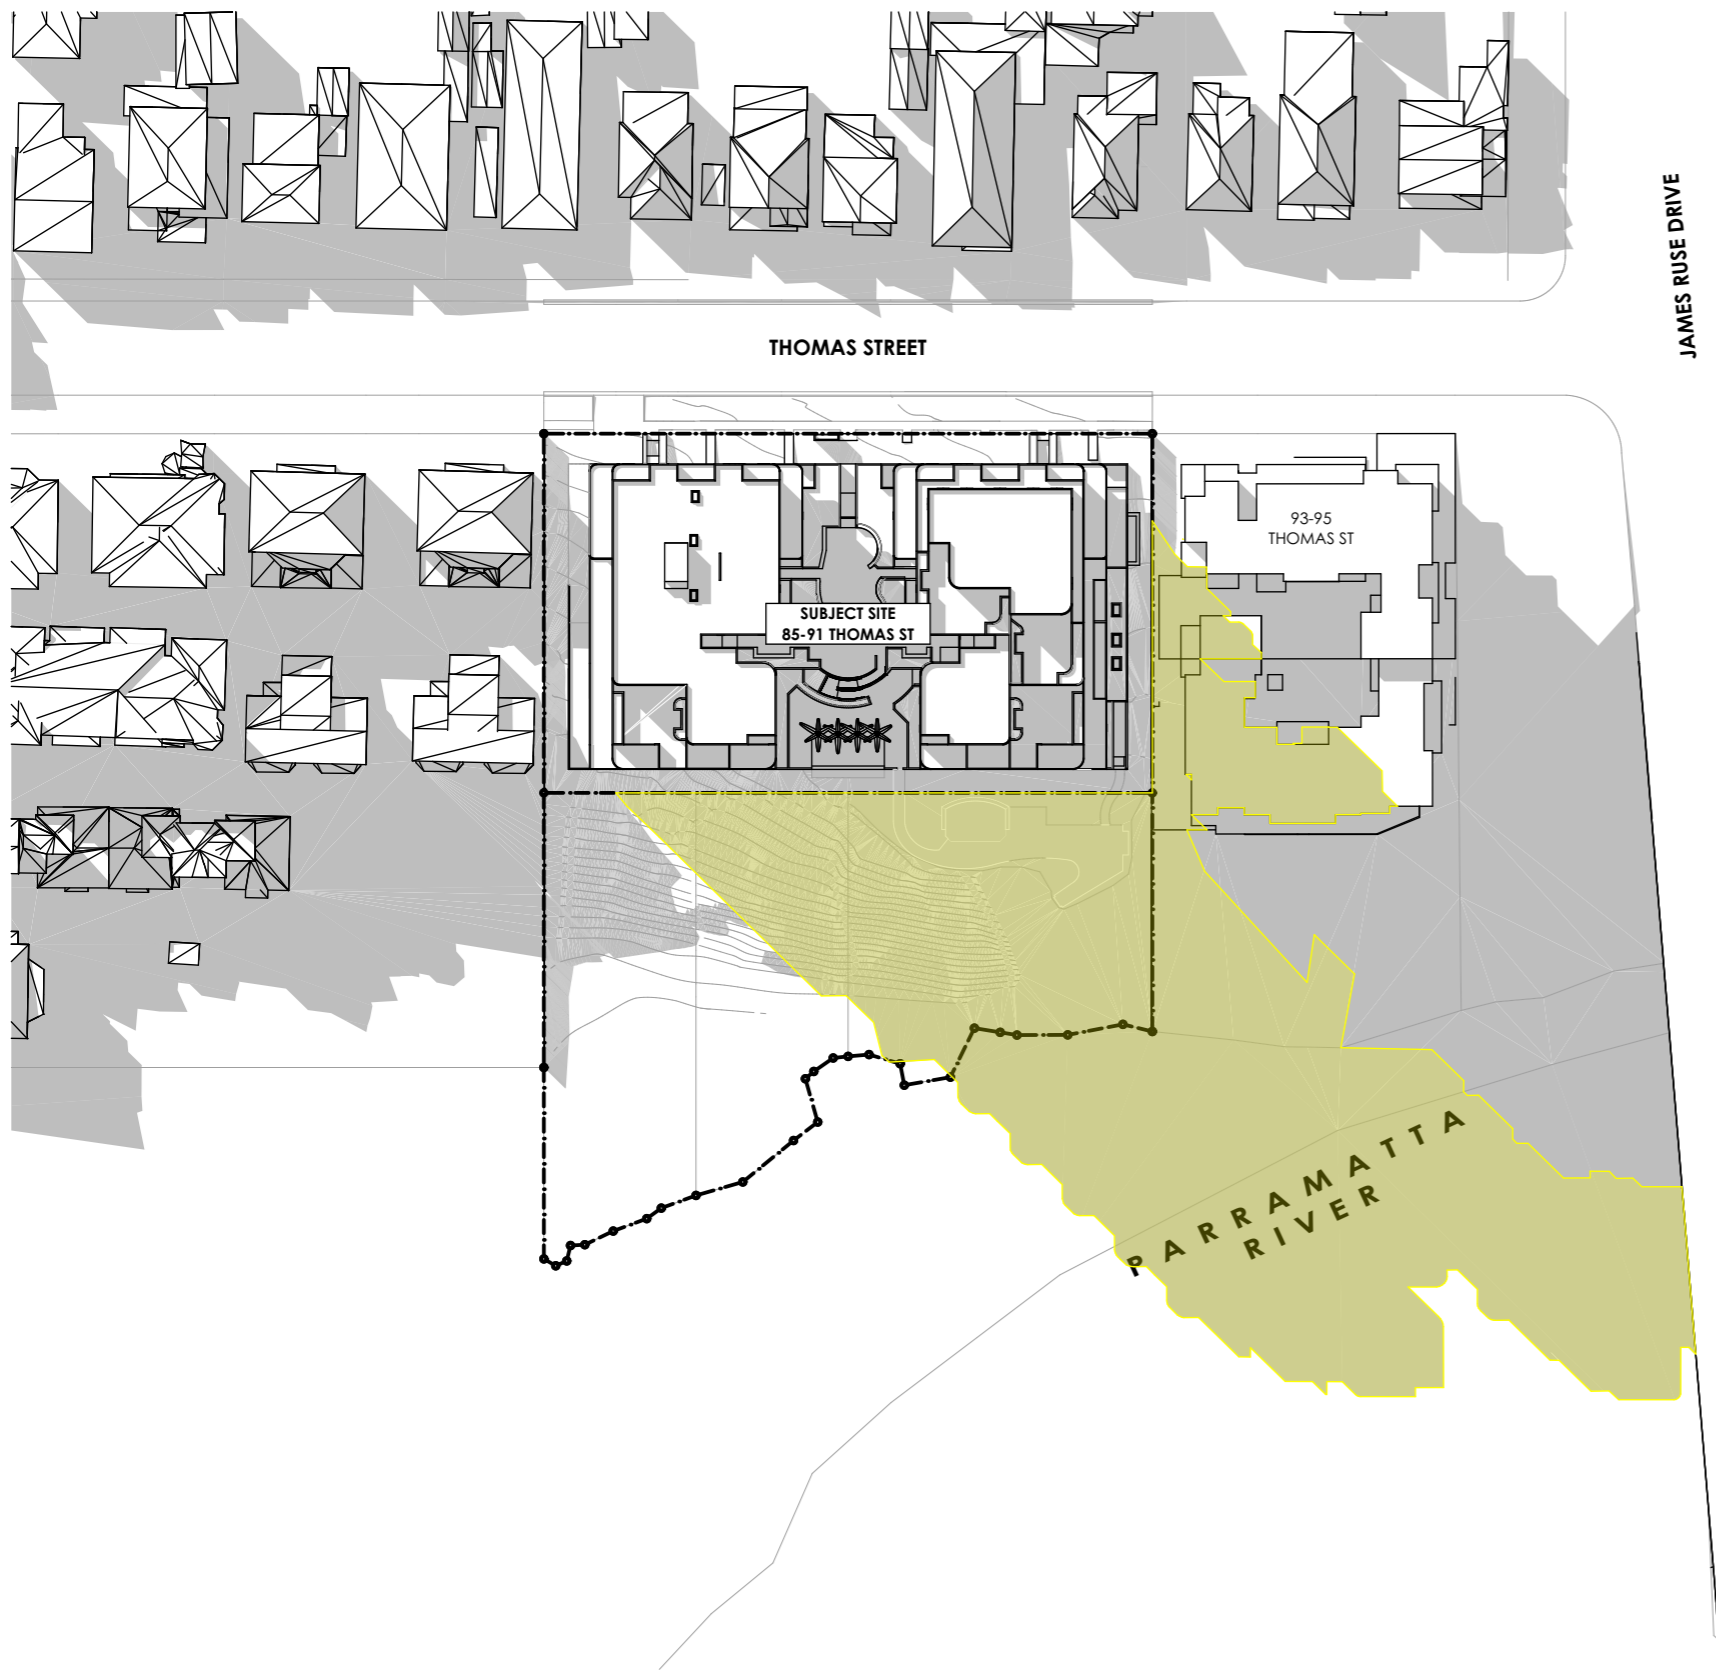 JAMES RUSE DRIVE
THOMAS STREET
93-95
THOMAS ST
SUBJECT SITE
85-91 THOMAS ST
PARRAMATTA
RIVER